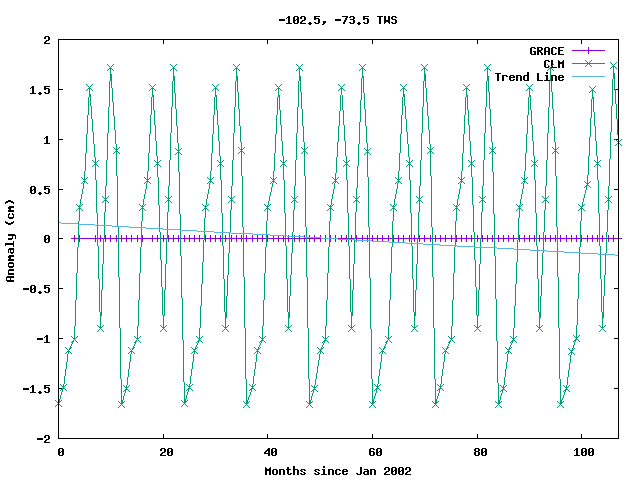 -102.5, -73.5 TWS
GRACE
CLM
Trend Line
2
1.5
1
0.5
0
-0.5
-1
-1.5
-2
Anomaly (cm)
0 20 40 60 80 100
Months since Jan 2002